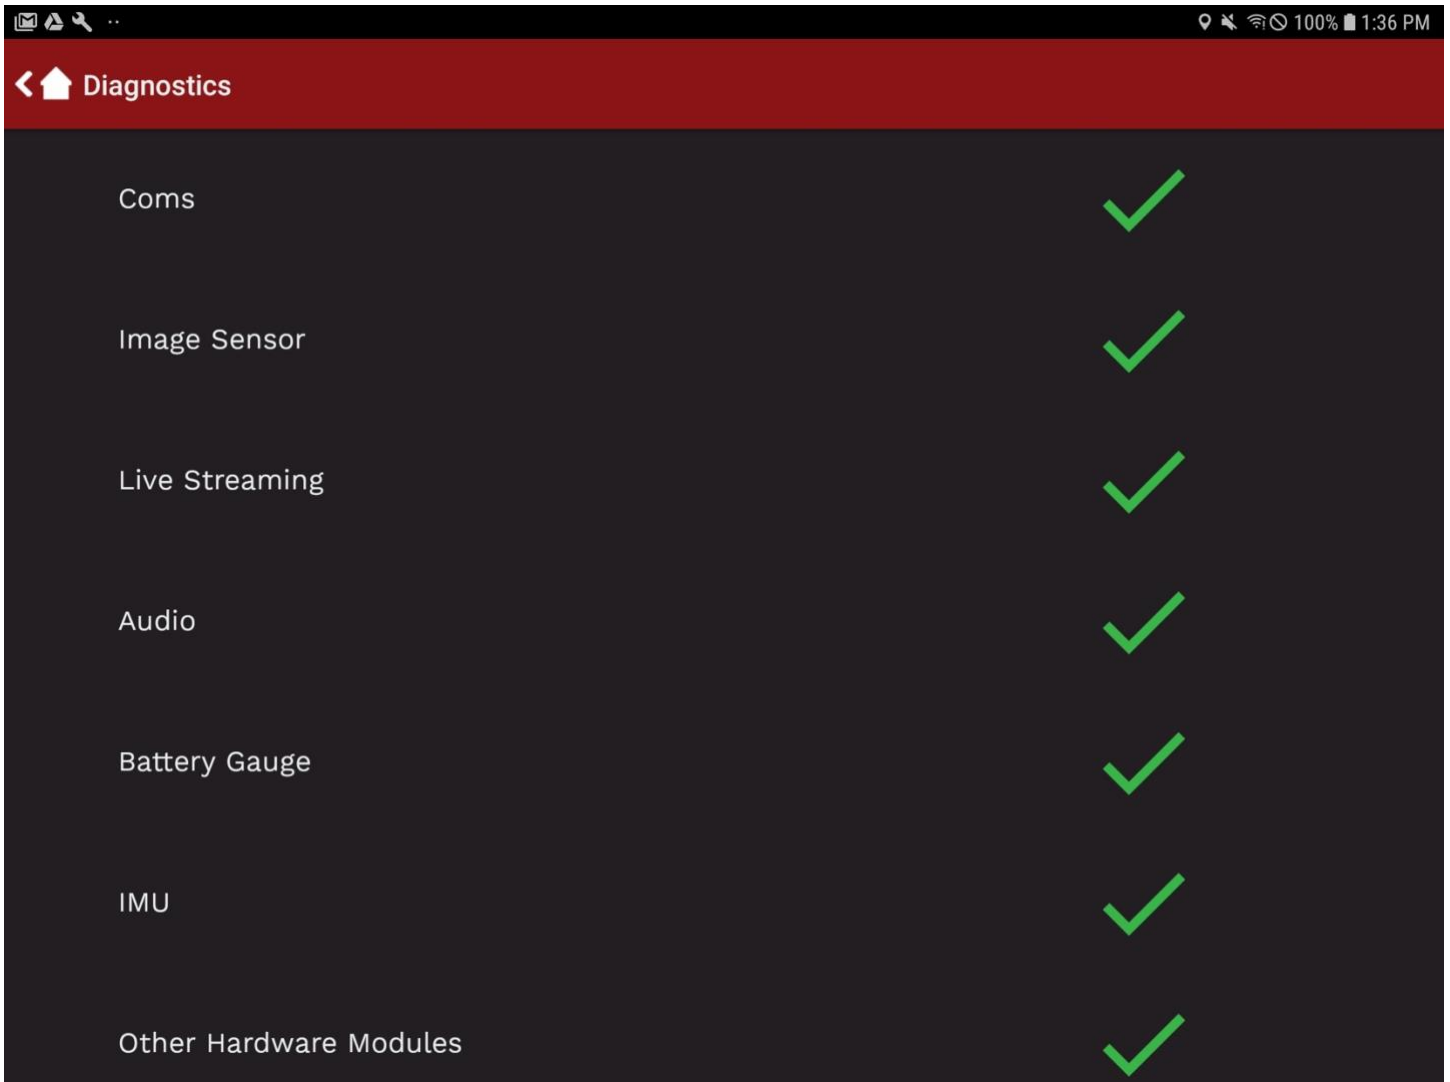 100% 1:36 PM
Diagnostics
Coms
Image Sensor
Live Streaming
Audio
Battery Gauge
IMU
Other Hardware Modules